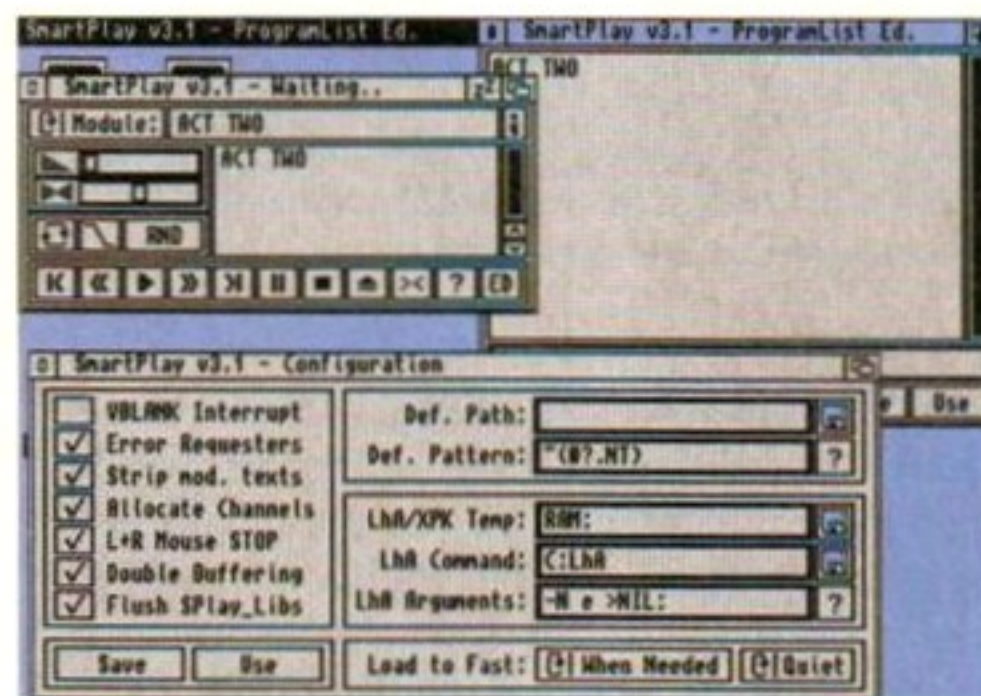 SmartPlay v3.1 - ProgramList Ed.
SmartPlay v3.1 - ProgramList Ed.
ACT TWO
SmartPlay v3.1 - Waiting..
Module: ACT TWO
ACT TWO
RND
?
ED
SmartPlay v3.1 - Configuration
VBLANK Interrupt
Error Requesters
Strip mod. texts
Allocate Channels
L+R Mouse STOP
Double Buffering
Flush SPlay_Libs
Save
Use
Def. Path:
Def. Pattern: ~(#?.NT)
?
LhA/XPK Temp: RAM:
LhA Command: C:LhA
LhA Arguments: -N e >NIL:
?
Load to Fast: When Needed
Quiet
Use